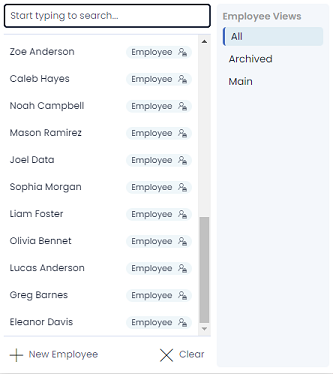 Start typing to search...
Zoe Anderson Employee
Caleb Hayes Employee
Noah Campbell Employee
Mason Ramirez Employee
Joel Data Employee
Sophia Morgan Employee
Liam Foster Employee
Olivia Bennet Employee
Lucas Anderson Employee
Greg Barnes Employee
Eleanor Davis Employee
New Employee Clear
Employee Views
All
Archived
Main